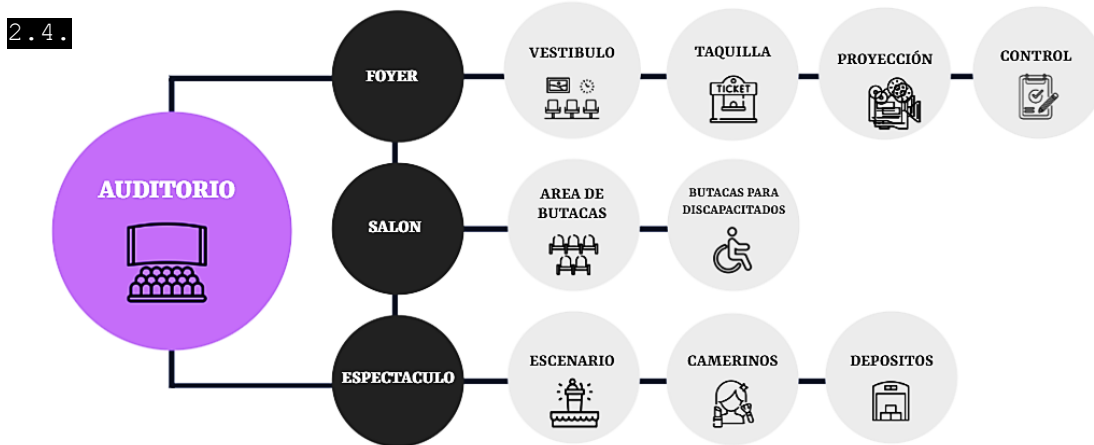 2.4.
AUDITORIO
FOYER
VESTIBULO
TAQUILLA
TICKET
PROYECCIÓN
CONTROL
SALON
AREA DE
BUTACAS
BUTACAS PARA
DISCAPACITADOS
ESPECTACULO
ESCENARIO
CAMERINOS
DEPOSITOS